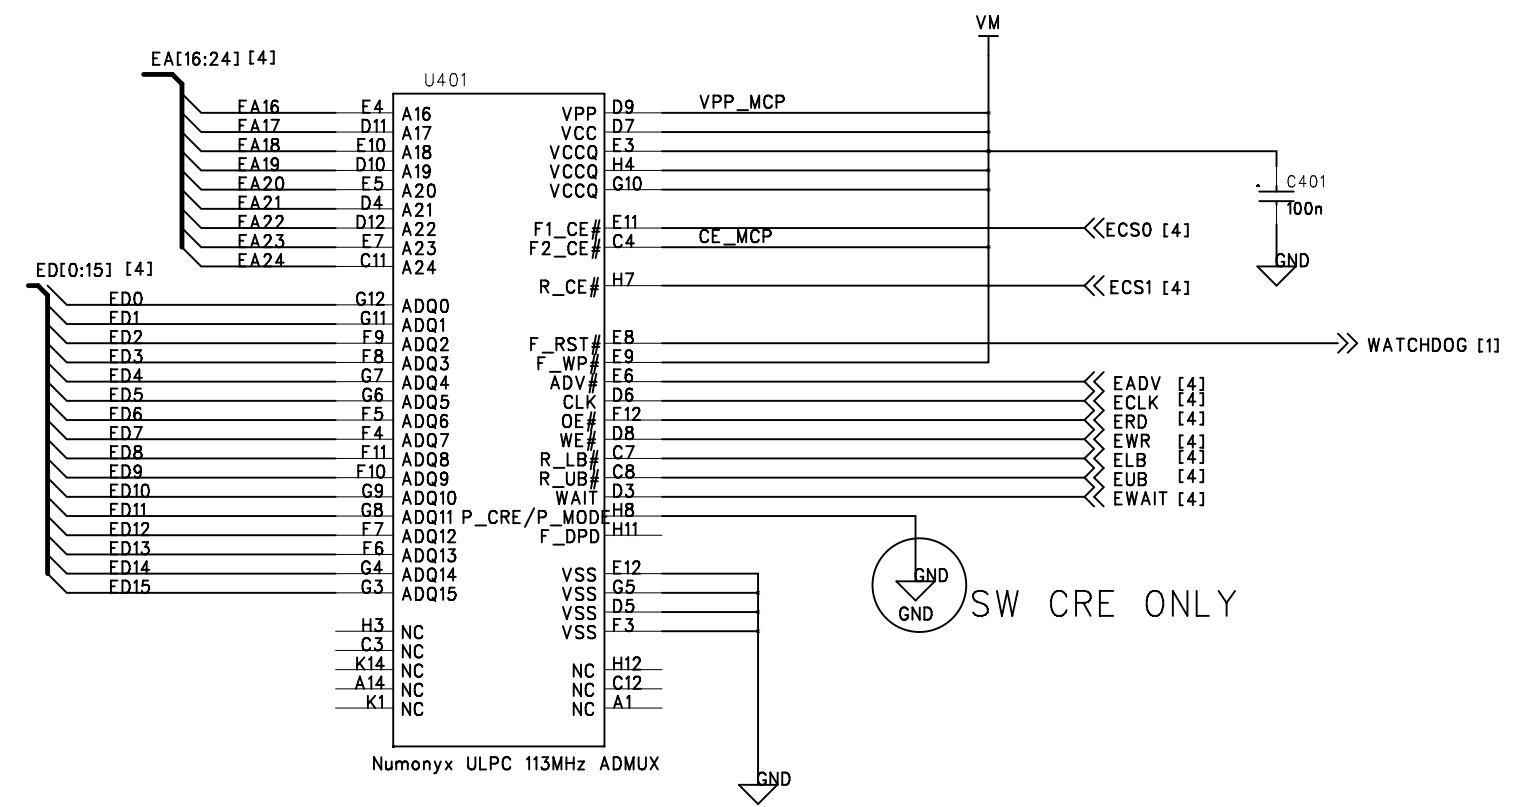 VM
EA[16:24] [4]
U401
EA16 E4 A16 VPP D9 VPP_MCP
EA17 D11 A17 VCC D7
EA18 E10 A18 VCCQ E3
EA19 D10 A19 VCCQ H4
EA20 E5 A20 VCCQ G10
C401
100n
GND
EA21 D4 A21
EA22 D12 A22 F1_CE# E11 ECS0 [4]
EA23 E7 A23 F2_CE# C4 CE_MCP
EA24 C11 A24
ED[0:15] [4]
R_CE# H7 ECS1 [4]
ED0 G12 ADQ0
ED1 G11 ADQ1
ED2 F9 ADQ2 F_RST# E8 WATCHDOG [1]
ED3 F8 ADQ3 F_WP# E9
ED4 G7 ADQ4 ADV# E6 EADV [4]
ED5 G6 ADQ5 CLK D6 ECLK [4]
ED6 F5 ADQ6 OE# F12 ERD [4]
ED7 F4 ADQ7 WE# D8 EWR [4]
ED8 F11 ADQ8 R_LB# C7 ELB [4]
ED9 F10 ADQ9 R_UB# C8 EUB [4]
ED10 G9 ADQ10 WAIT D3 EWAIT [4]
ED11 G8 ADQ11 P_CRE/P_MODE H8
ED12 F7 ADQ12 F_DPD H11
ED13 F6 ADQ13
ED14 G4 ADQ14 VSS E12
ED15 G3 ADQ15 VSS G5
VSS D5
VSS F3
GND
GND
SW CRE ONLY
H3 NC
C3 NC
K14 NC NC H12
A14 NC NC C12
K1 NC NC A1
Numonyx ULPC 113MHz ADMUX
GND